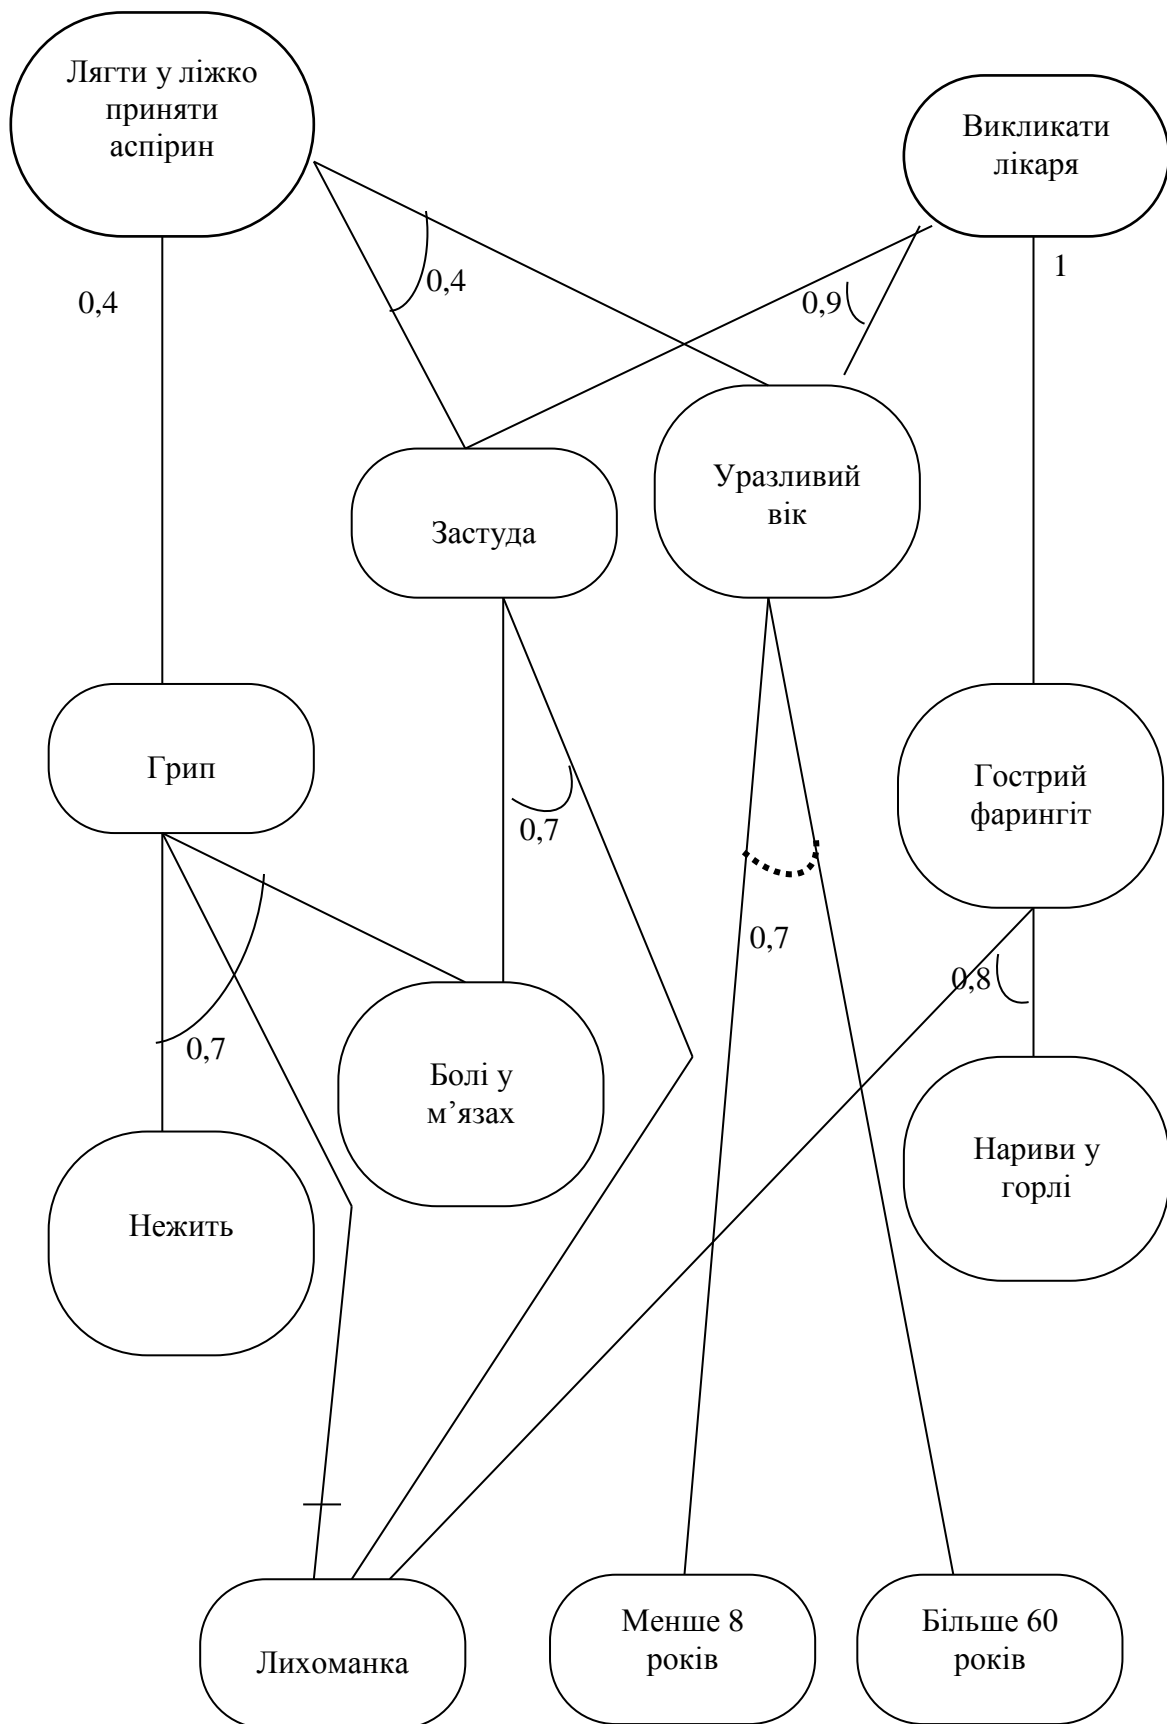 Лягти у ліжко
приняти
аспірин
Викликати
лікаря
0,4
0,4
0,9
1
Застуда
Уразливий
вік
Грип
Гострий
фарингіт
0,7
0,7
0,7
0,8
Нежить
Болі у
м’язах
Нариви у
горлі
Лихоманка
Менше 8
років
Більше 60
років